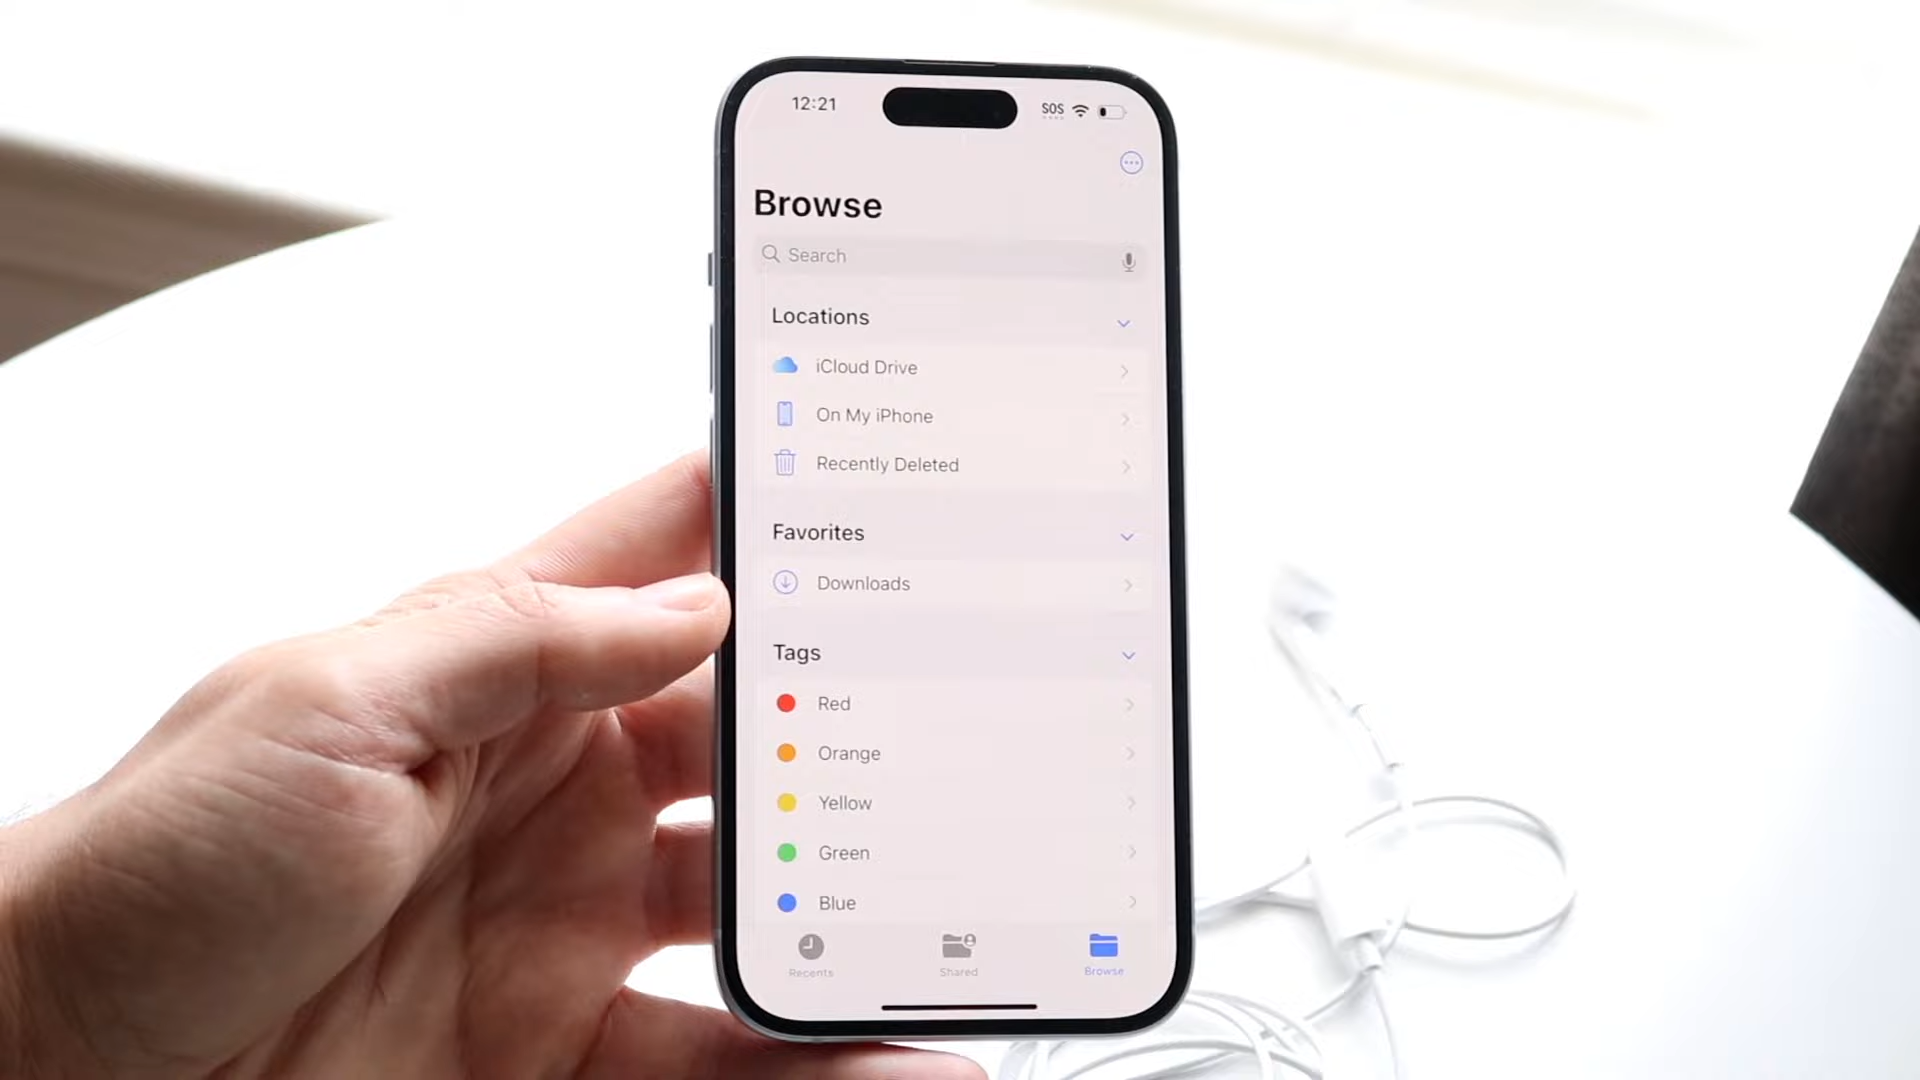 12:21
SOS
Browse
Search
Locations
iCloud Drive
On My iPhone
Recently Deleted
Favorites
Downloads
Tags
Red
Orange
Yellow
Green
Blue
Recents
Shared
Browse